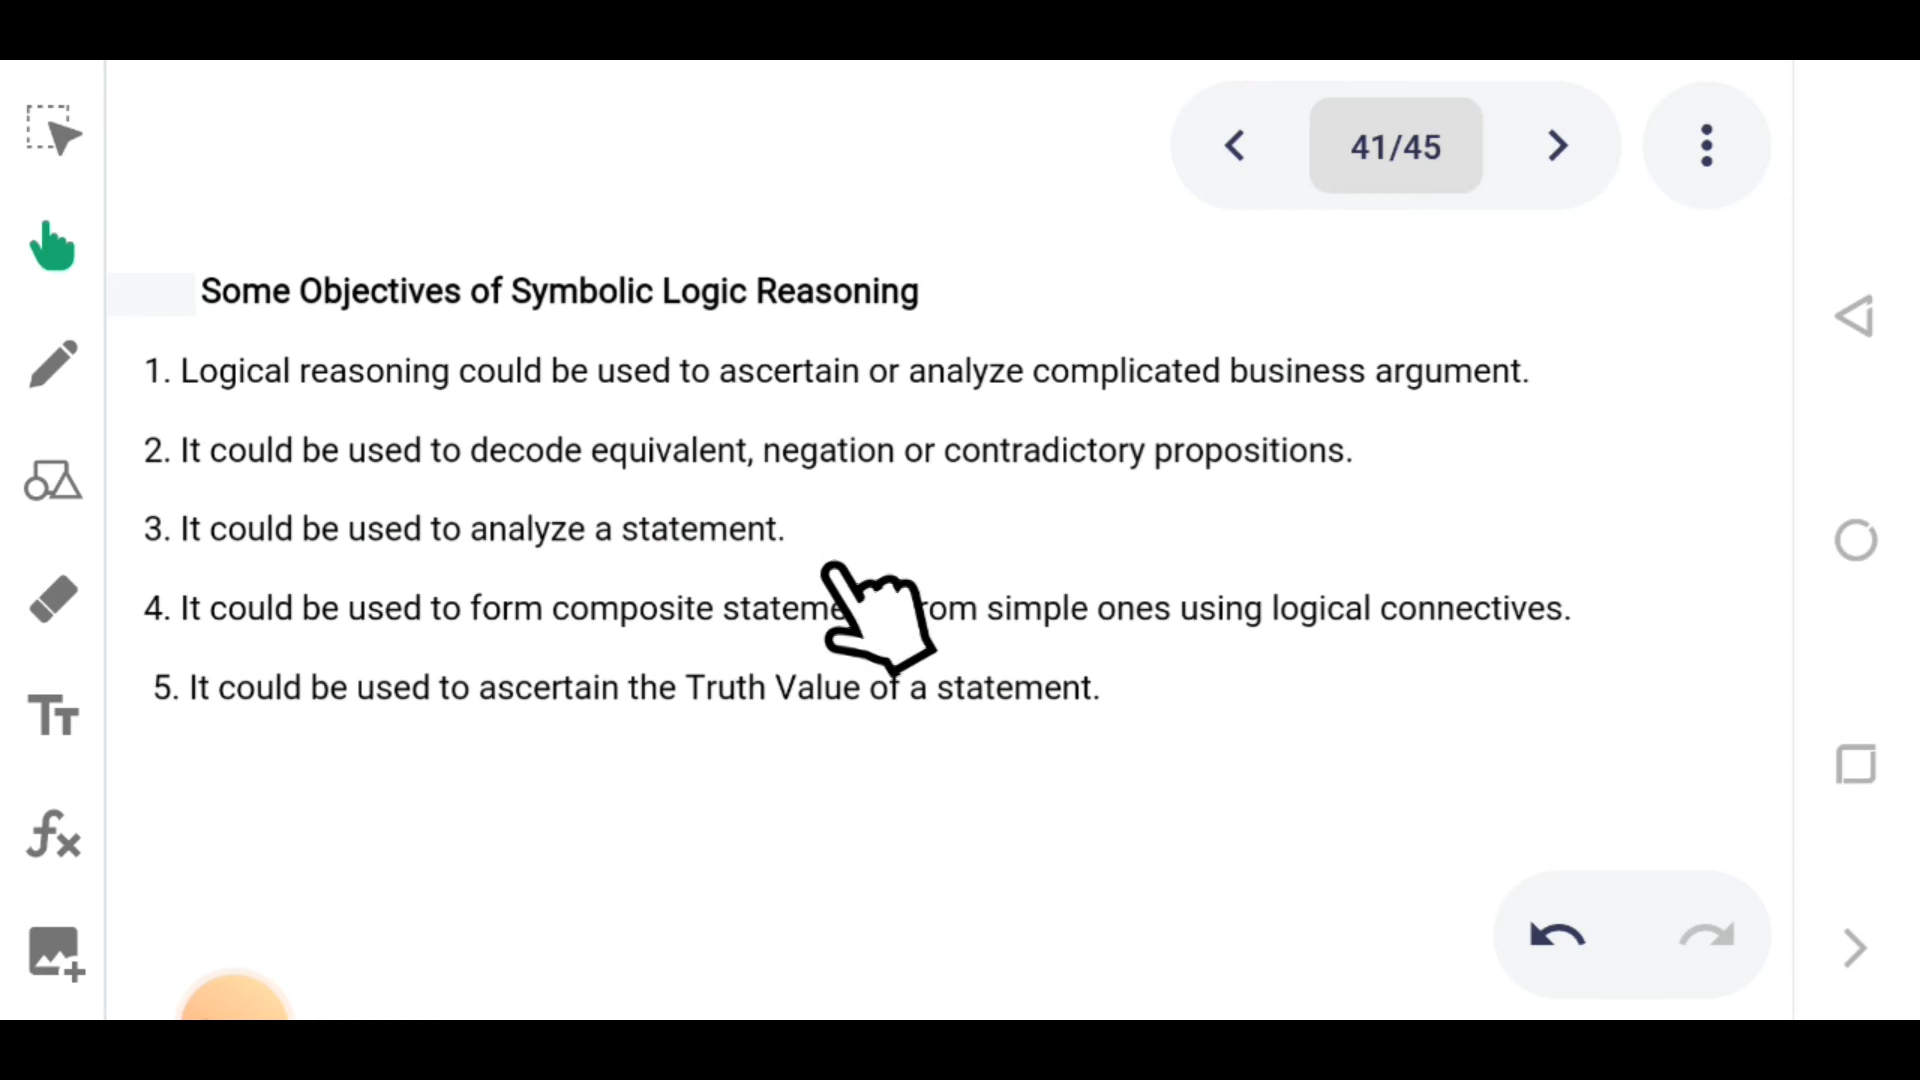 41/45
Some Objectives of Symbolic Logic Reasoning
1. Logical reasoning could be used to ascertain or analyze complicated business argument.
2. It could be used to decode equivalent, negation or contradictory propositions.
3. It could be used to analyze a statement.
4. It could be used to form composite simple ones using logical connectives.
5. It could be used to ascertain the Truth Value of a statement.
Tт
fx